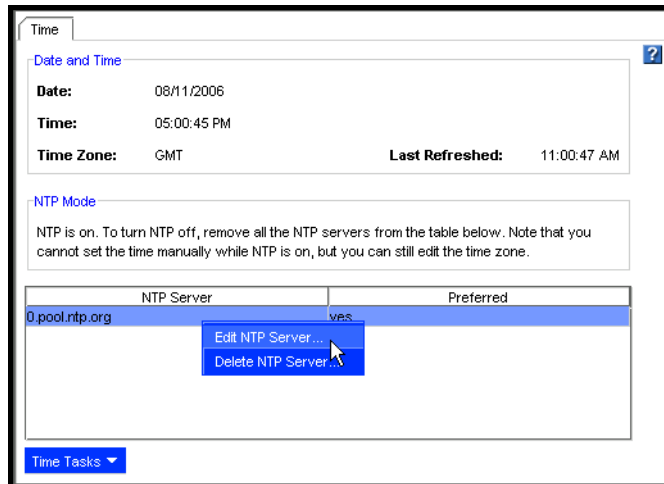 Time
Date and Time
?
Date: 08/11/2006
Time: 05:00:45 PM
Time Zone: GMT Last Refreshed: 11:00:47 AM
NTP Mode
NTP is on. To turn NTP off, remove all the NTP servers from the table below. Note that you
cannot set the time manually while NTP is on, but you can still edit the time zone.
NTP Server Preferred
0.pool.ntp.org yes
Edit NTP Server...
Delete NTP Server...
Time Tasks